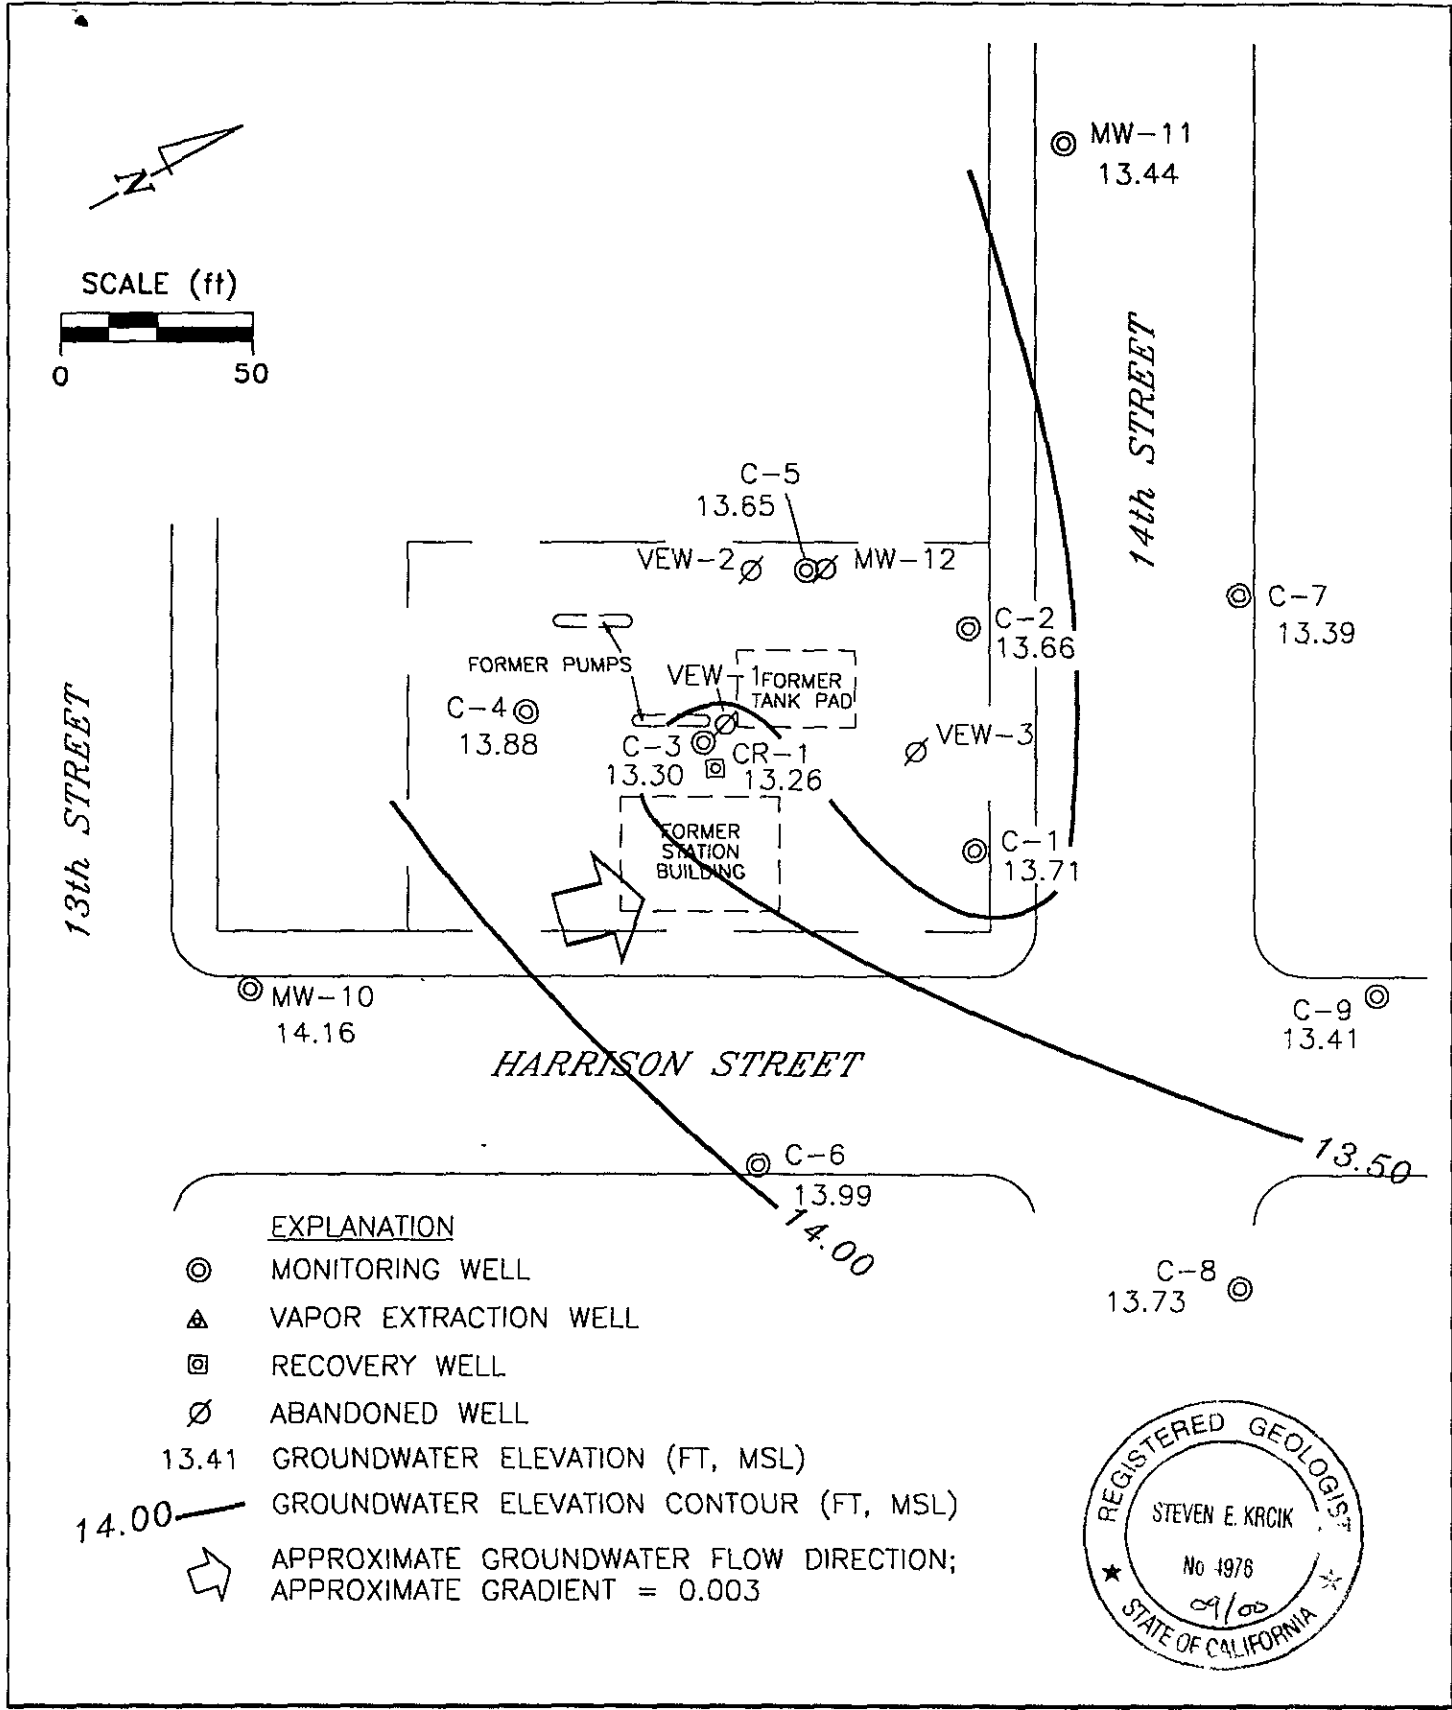 MW-11
13.44
N
SCALE (ft)
0 50
14th STREET
C-5
13.65
VEW-2
MW-12
C-7
13.39
C-2
13.66
FORMER PUMPS
VEW-1
FORMER
TANK PAD
C-4
13.88
VEW-3
C-3
13.30
CR-1
13.26
13th STREET
FORMER
STATION
BUILDING
C-1
13.71
MW-10
14.16
C-9
13.41
HARRISON STREET
13.50
C-6
13.99
14.00
C-8
13.73
EXPLANATION
MONITORING WELL
VAPOR EXTRACTION WELL
RECOVERY WELL
ABANDONED WELL
13.41 GROUNDWATER ELEVATION (FT, MSL)
14.00 GROUNDWATER ELEVATION CONTOUR (FT, MSL)
APPROXIMATE GROUNDWATER FLOW DIRECTION;
APPROXIMATE GRADIENT = 0.003
REGISTERED GEOLOGIST
STEVEN E. KRCIK
No 4976
09/00
STATE OF CALIFORNIA